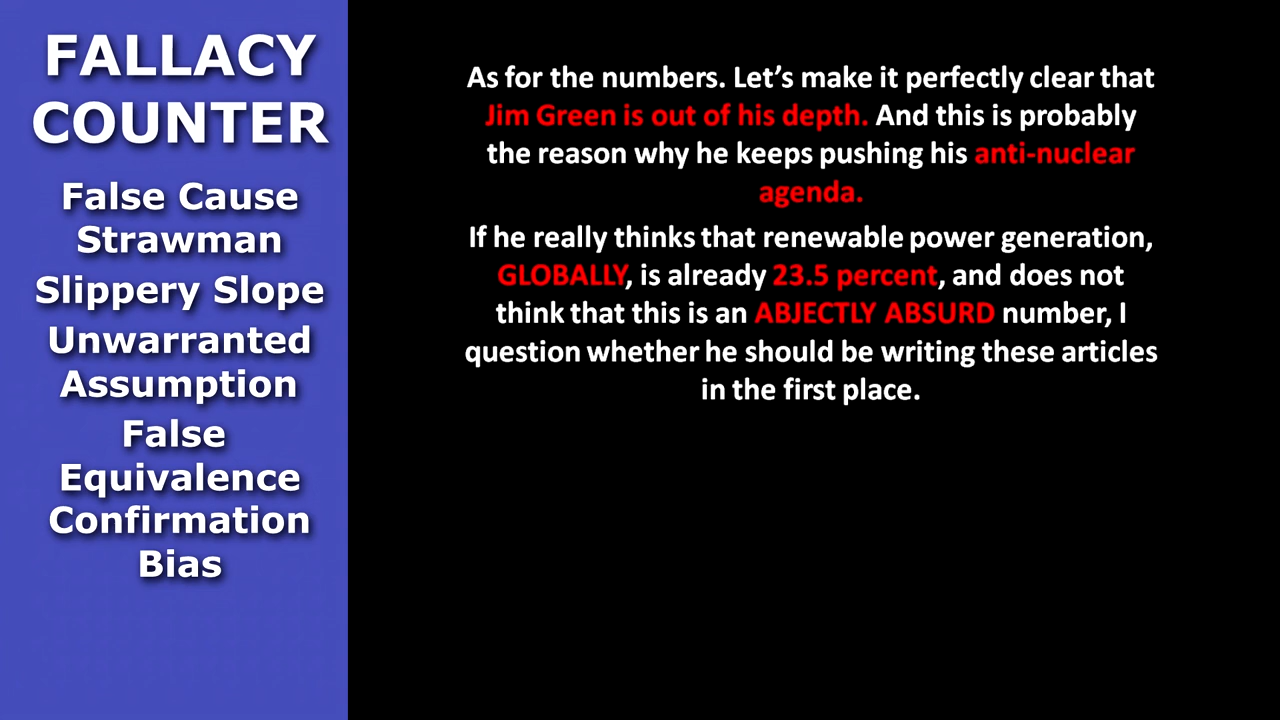 FALLACY
COUNTER
False Cause
Strawman
Slippery Slope
Unwarranted
Assumption
False
Equivalence
Confirmation
Bias
As for the numbers. Let’s make it perfectly clear that
Jim Green is out of his depth. And this is probably
the reason why he keeps pushing his anti-nuclear
agenda.
If he really thinks that renewable power generation,
GLOBALLY, is already 23.5 percent, and does not
think that this is an ABJECTLY ABSURD number, I
question whether he should be writing these articles
in the first place.